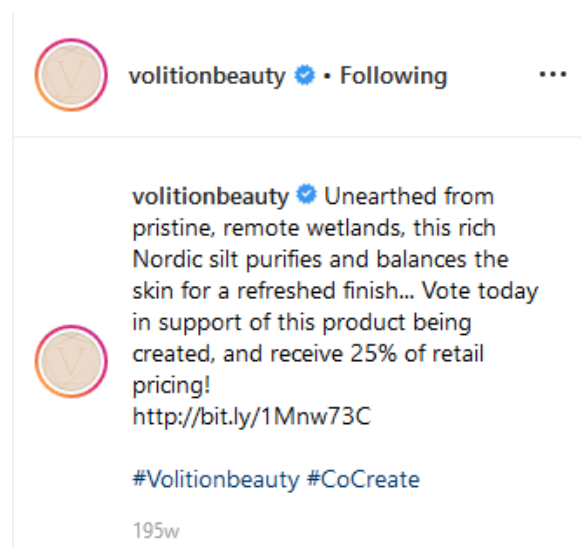 volitionbeauty • Following
volitionbeauty Unearthed from
pristine, remote wetlands, this rich
Nordic silt purifies and balances the
skin for a refreshed finish... Vote today
in support of this product being
created, and receive 25% of retail
pricing!
http://bit.ly/1Mnw73C
#Volitionbeauty #CoCreate
195w